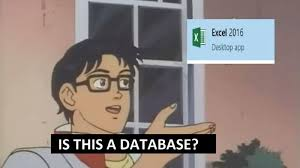 Excel 2016
Desktop app
IS THIS A DATABASE?